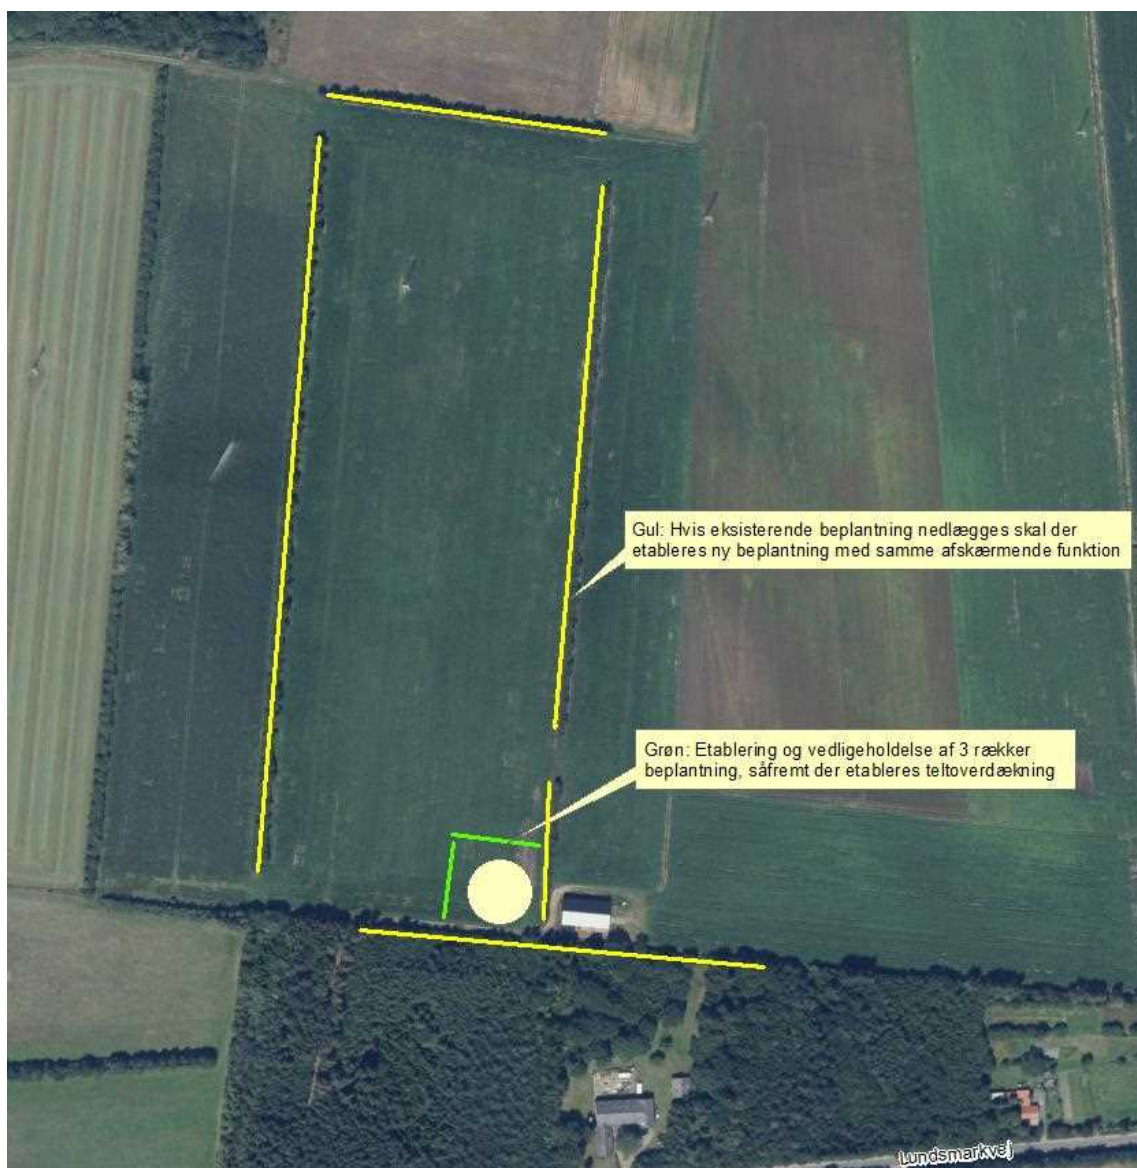 Gul: Hvis eksisterende beplantning nedlægges skal der
etableres ny beplantning med samme afskærmende funktion
Grøn: Etablering og vedligeholdelse af 3 rækker
beplantning, såfremt der etableres teltoverdækning
Lundsmarkvej